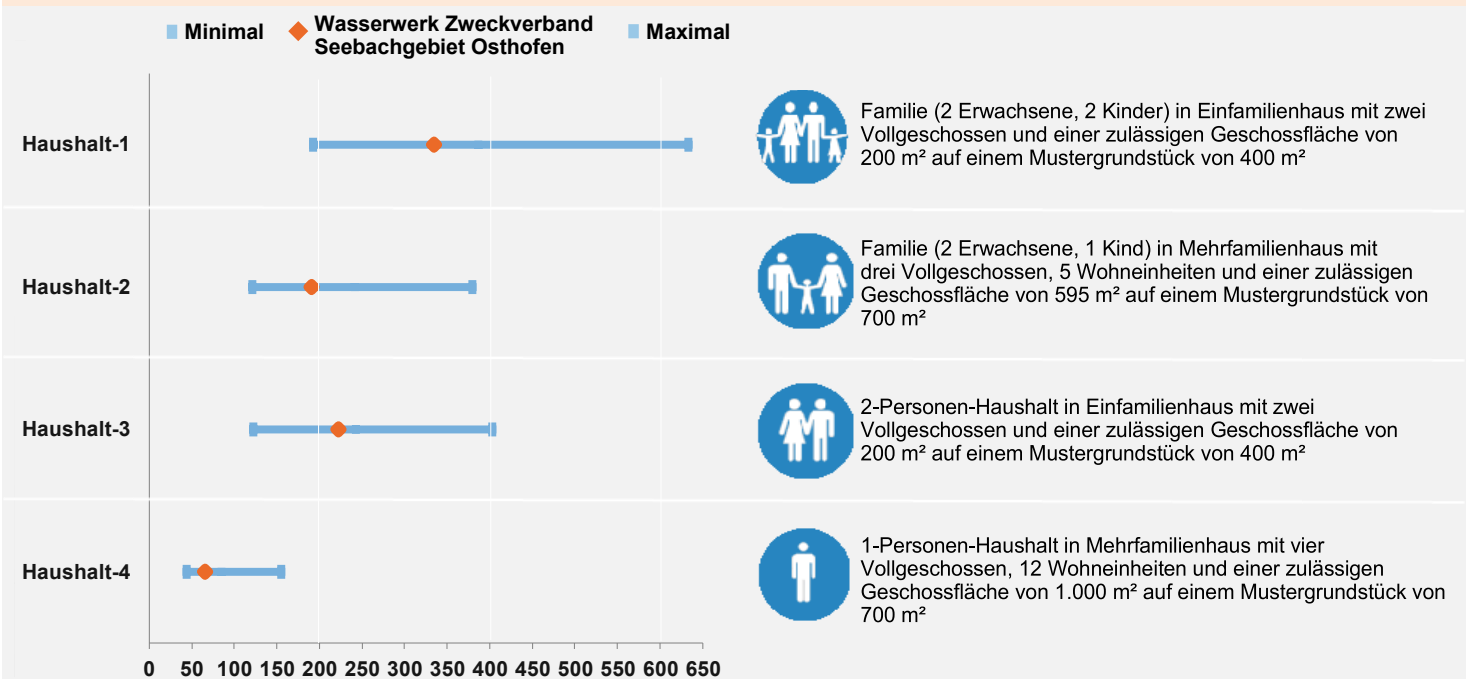 Minimal
Wasserwerk Zweckverband
Seebachgebiet Osthofen
Maximal
Haushalt-1
Familie (2 Erwachsene, 2 Kinder) in Einfamilienhaus mit zwei
Vollgeschossen und einer zulässigen Geschossfläche von
200 m² auf einem Mustergrundstück von 400 m²
Haushalt-2
Familie (2 Erwachsene, 1 Kind) in Mehrfamilienhaus mit
drei Vollgeschossen, 5 Wohneinheiten und einer zulässigen
Geschossfläche von 595 m² auf einem Mustergrundstück von
700 m²
Haushalt-3
2-Personen-Haushalt in Einfamilienhaus mit zwei
Vollgeschossen und einer zulässigen Geschossfläche von
200 m² auf einem Mustergrundstück von 400 m²
Haushalt-4
1-Personen-Haushalt in Mehrfamilienhaus mit vier
Vollgeschossen, 12 Wohneinheiten und einer zulässigen
Geschossfläche von 1.000 m² auf einem Mustergrundstück von
700 m²
0 50 100 150 200 250 300 350 400 450 500 550 600 650